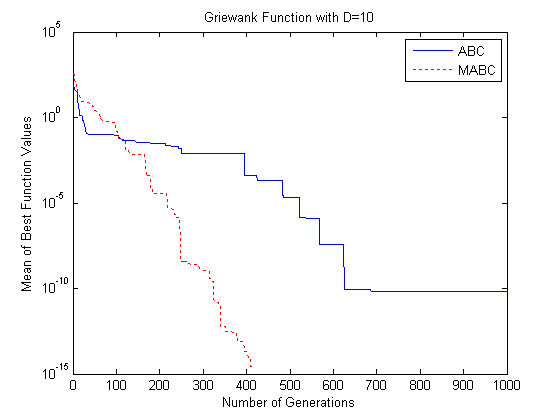 Griewank Function with D=10
10^5
10^0
10^-5
10^-10
10^-15
Mean of Best Function Values
ABC
MABC
0 100 200 300 400 500 600 700 800 900 1000
Number of Generations